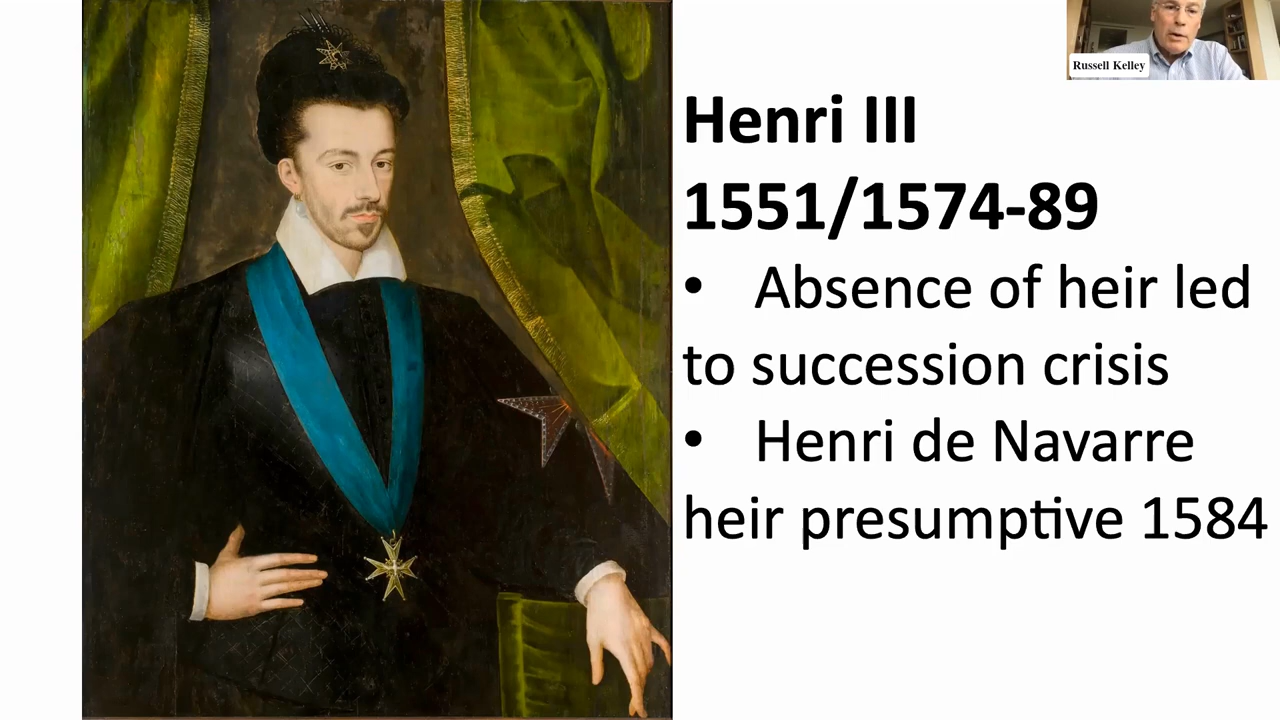 Russell Kelley
Henri III
1551/1574-89
• Absence of heir led
to succession crisis
• Henri de Navarre
heir presumptive 1584